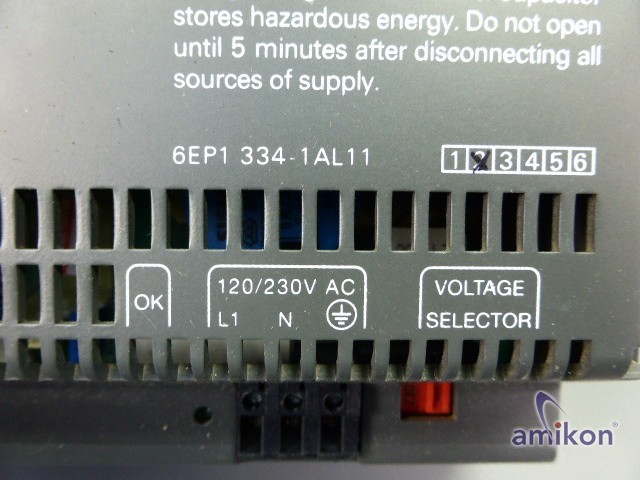 stores hazardous energy. Do not open
until 5 minutes after disconnecting all
sources of supply.
6EP1 334-1AL11
1 2 3 4 5 6
120/230V AC
VOLTAGE
OK
L1 N
SELECTOR
amikon